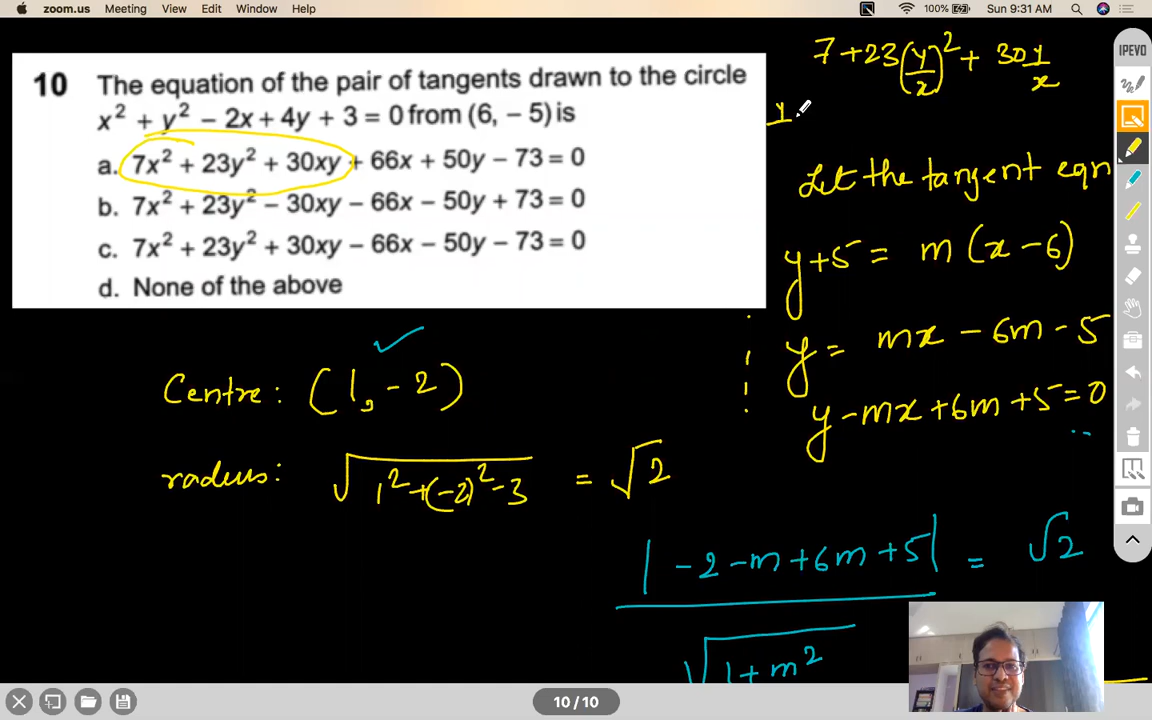 zoom.us Meeting View Edit Window Help 100% Sun 9:31 AM
10 The equation of the pair of tangents drawn to the circle
x² + y² − 2x + 4y + 3 = 0 from (6, − 5) is
a. 7x² + 23y² + 30xy + 66x + 50y − 73 = 0
b. 7x² + 23y² − 30xy − 66x − 50y + 73 = 0
c. 7x² + 23y² + 30xy − 66x − 50y − 73 = 0
d. None of the above
7 + 23(y/x)² + 30 y/x
y
Let the tangent eqn
y+5 = m(x−6)
y = mx − 6m − 5
y − mx + 6m + 5 = 0
Centre: (1, −2)
radius: √(1²+(−2)²−3) = √2
|−2 − m + 6m + 5| / √(1 + m²) = √2
IPEVO
10 / 10